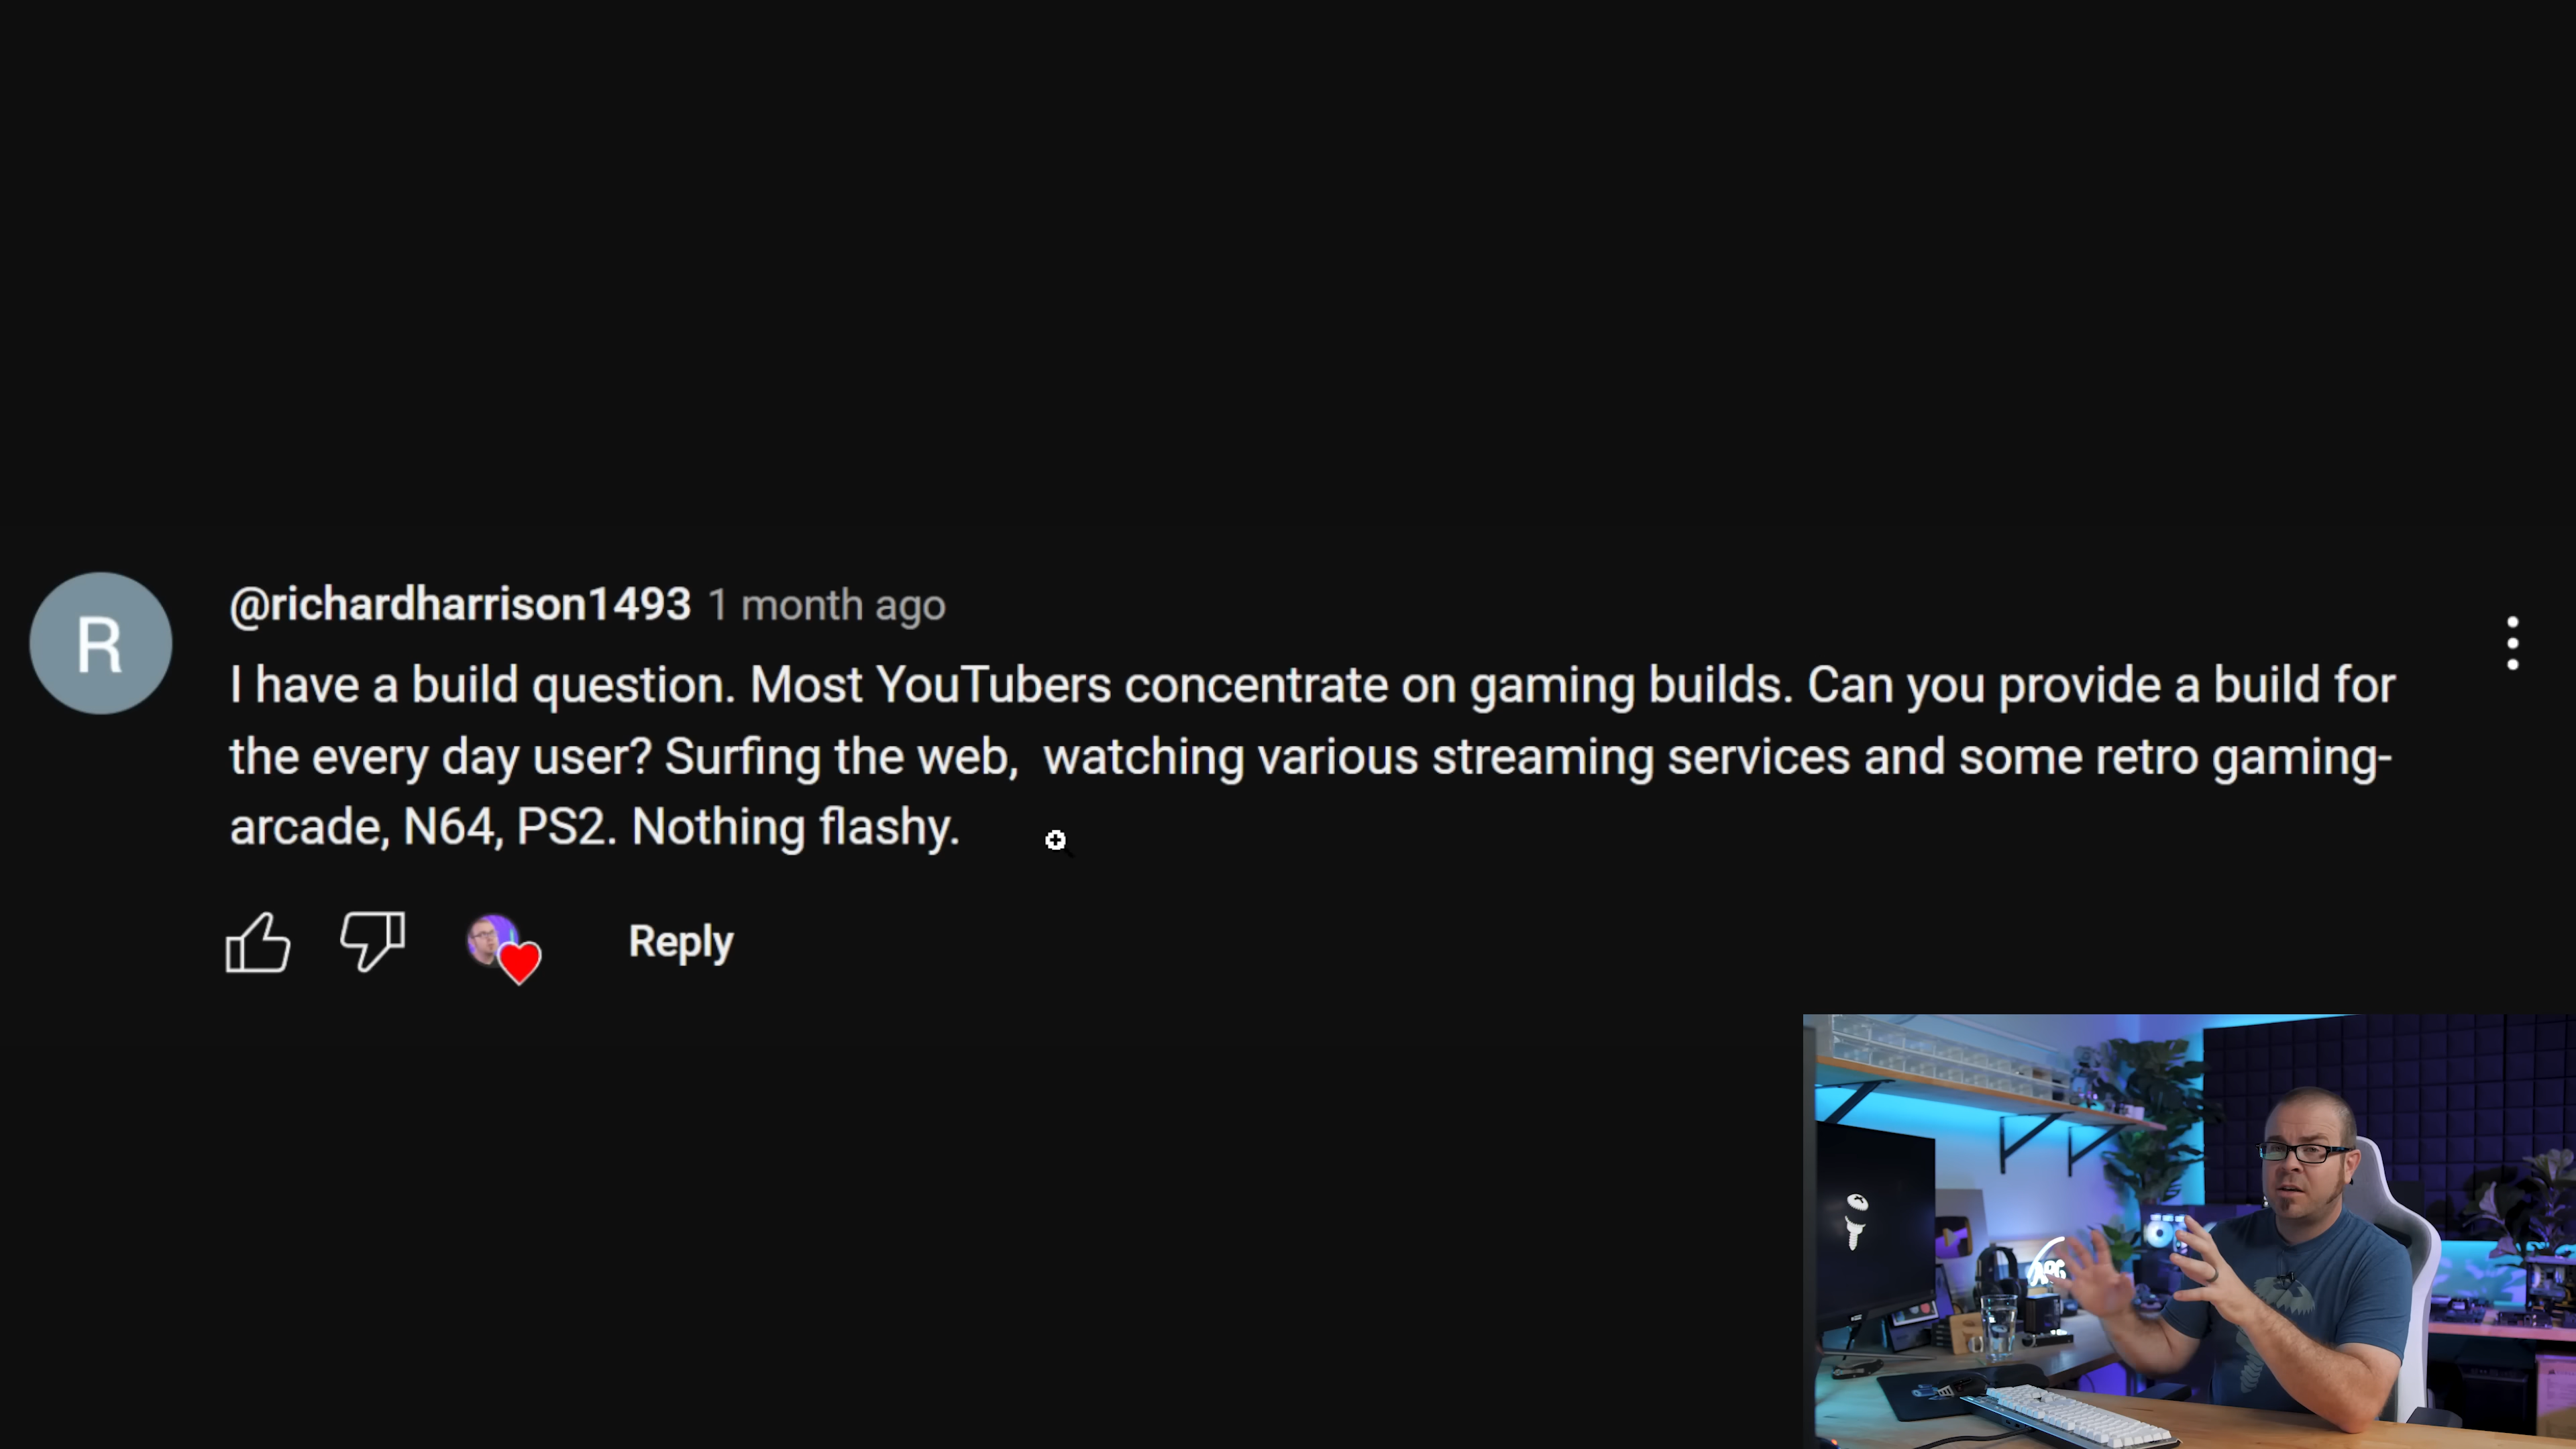 R
@richardharrison1493 1 month ago
I have a build question. Most YouTubers concentrate on gaming builds. Can you provide a build for
the every day user? Surfing the web,  watching various streaming services and some retro gaming-
arcade, N64, PS2. Nothing flashy.
Reply